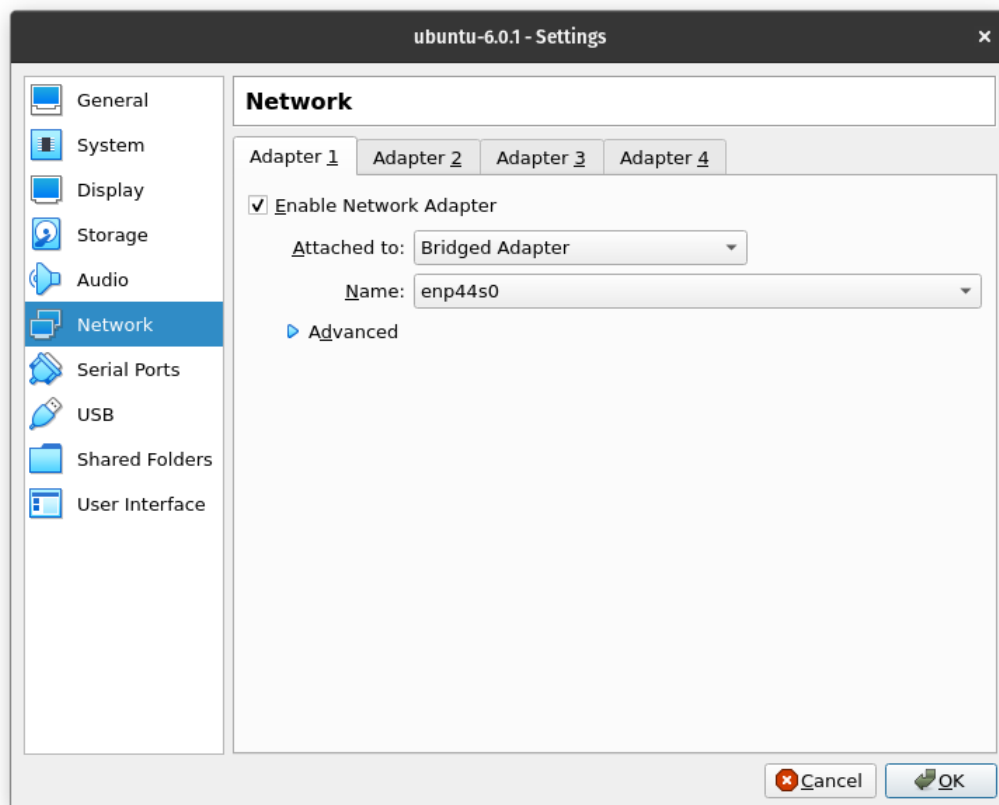 ubuntu-6.0.1 - Settings
×
General
System
Display
Storage
Audio
Network
Serial Ports
USB
Shared Folders
User Interface
Network
Adapter 1
Adapter 2
Adapter 3
Adapter 4
Enable Network Adapter
Attached to: Bridged Adapter
Name: enp44s0
Advanced
Cancel
OK